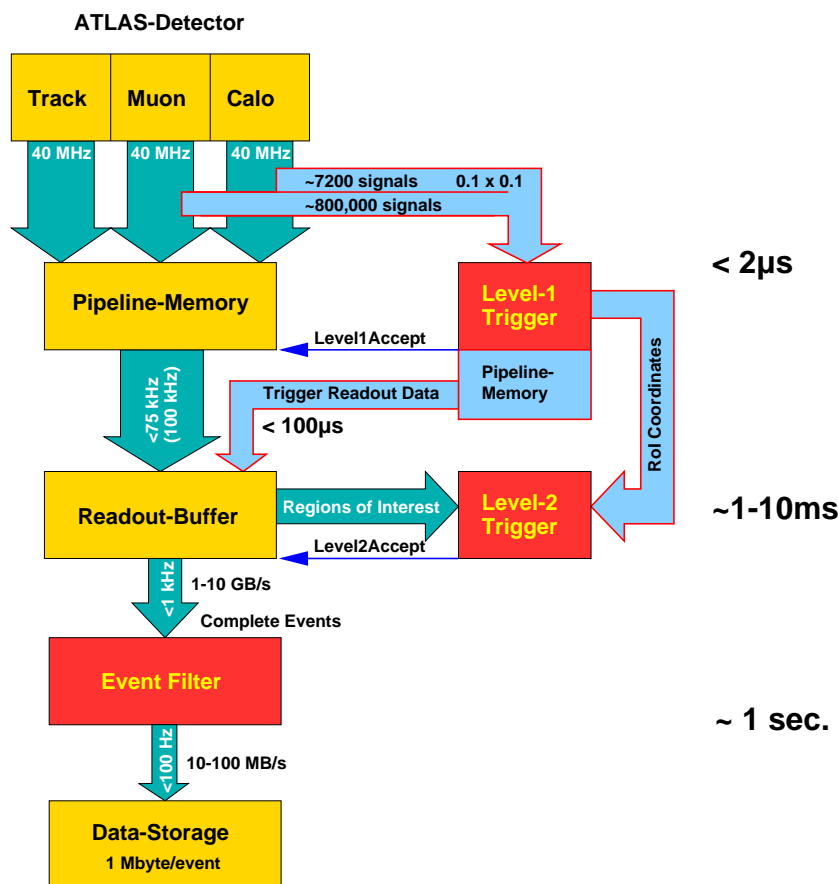 ATLAS-Detector
Track Muon Calo
40 MHz 40 MHz 40 MHz
~7200 signals 0.1 x 0.1
~800,000 signals
< 2µs
Pipeline-Memory
Level-1
Trigger
Level1Accept
Pipeline-
Memory
RoI Coordinates
<75 kHz
(100 kHz)
Trigger Readout Data
< 100µs
Readout-Buffer
Regions of Interest
Level-2
Trigger
~1-10ms
Level2Accept
<1 kHz
1-10 GB/s
Complete Events
Event Filter
~ 1 sec.
<100 Hz
10-100 MB/s
Data-Storage
1 Mbyte/event